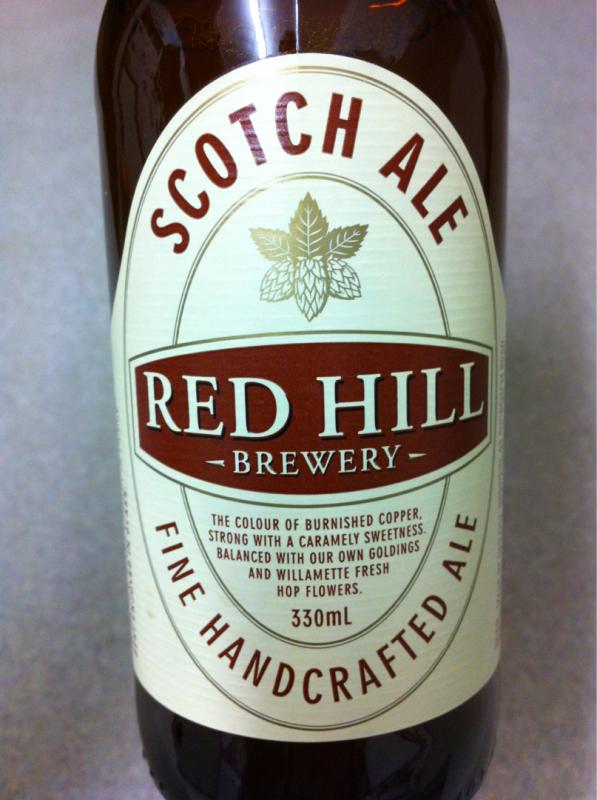 SCOTCH ALE
RED HILL
BREWERY
THE COLOUR OF BURNISHED COPPER,
STRONG WITH A CARAMELY SWEETNESS.
BALANCED WITH OUR OWN GOLDINGS
AND WILLAMETTE FRESH
HOP FLOWERS.
330mL
FINE HANDCRAFTED ALE